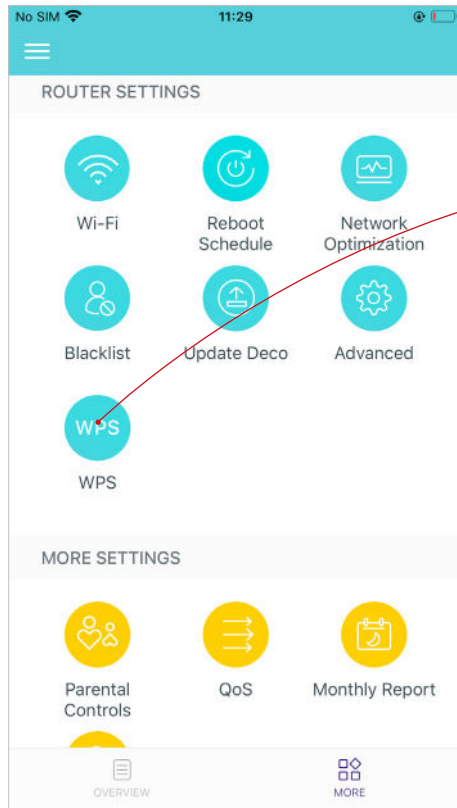 No SIM 11:29
ROUTER SETTINGS
Wi-Fi Reboot Network
Schedule Optimization
Blacklist Update Deco Advanced
WPS
WPS
MORE SETTINGS
Parental QoS Monthly Report
Controls
OVERVIEW MORE